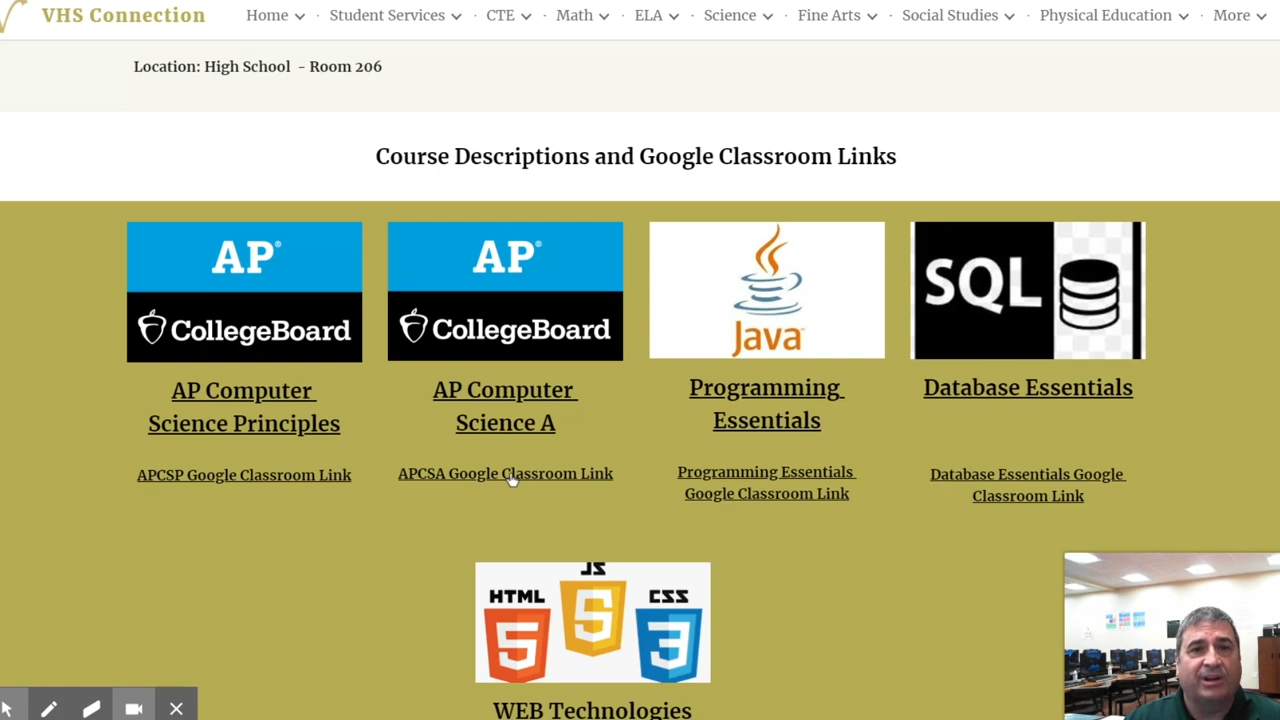 VHS Connection
Home · Student Services · CTE · Math · ELA · Science · Fine Arts · Social Studies · Physical Education · More
Location: High School - Room 206
Course Descriptions and Google Classroom Links
AP®
CollegeBoard
AP Computer
Science Principles
APCSP Google Classroom Link
AP®
CollegeBoard
AP Computer
Science A
APCSA Google Classroom Link
Java™
Programming
Essentials
Programming Essentials
Google Classroom Link
SQL
Database Essentials
Database Essentials Google
Classroom Link
HTML JS CSS
5 5 3
WEB Technologies